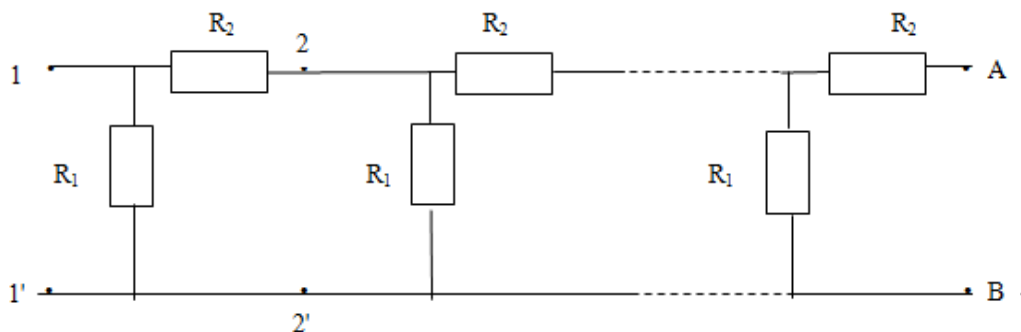 R₂ 2 R₂ R₂
1 A
R₁ R₁ R₁
1' B
2'